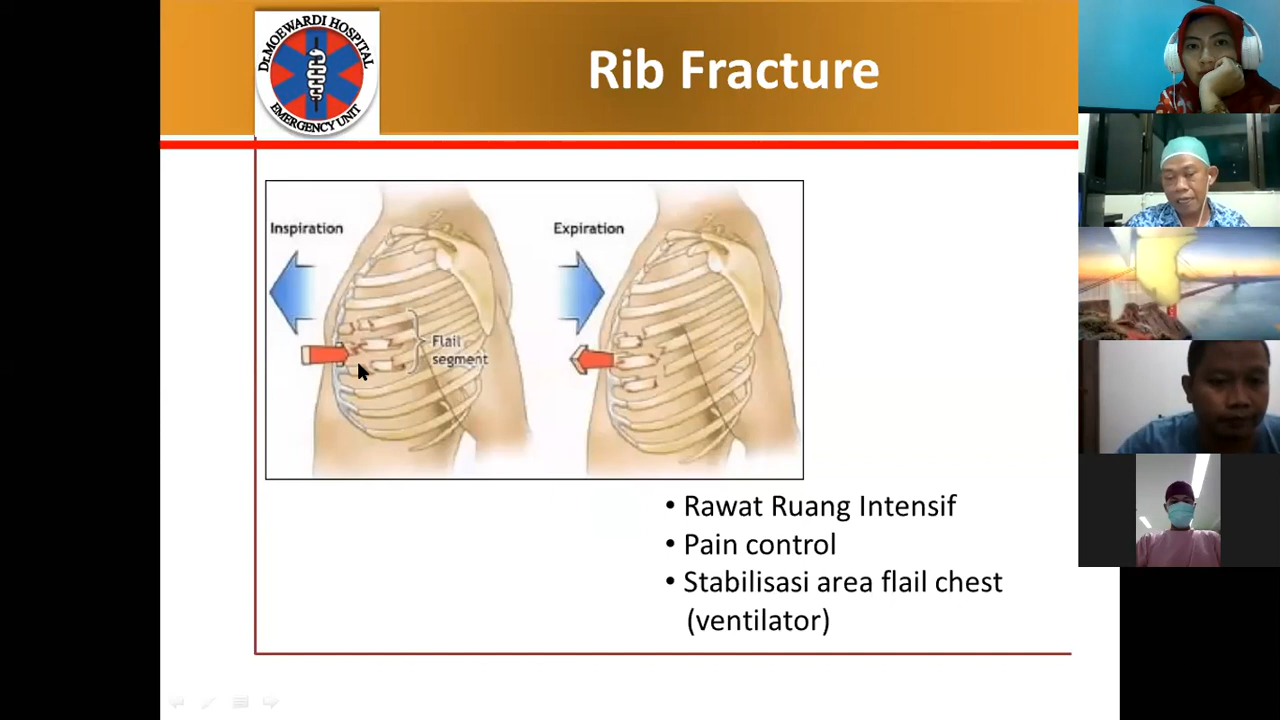 Dr.MOEWARDI HOSPITAL
EMERGENCY UNIT
Rib Fracture
Inspiration
Expiration
Flail
segment
• Rawat Ruang Intensif
• Pain control
• Stabilisasi area flail chest
(ventilator)